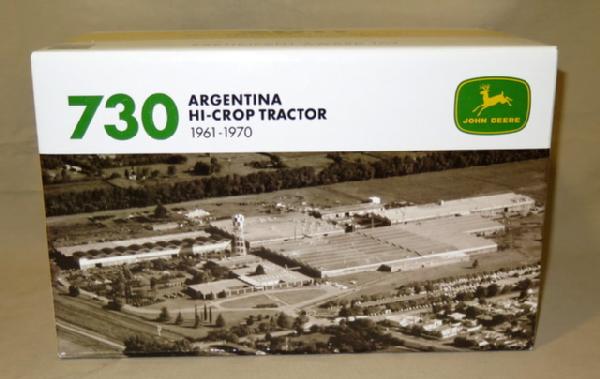 730 ARGENTINA
HI-CROP TRACTOR
1961-1970
JOHN DEERE